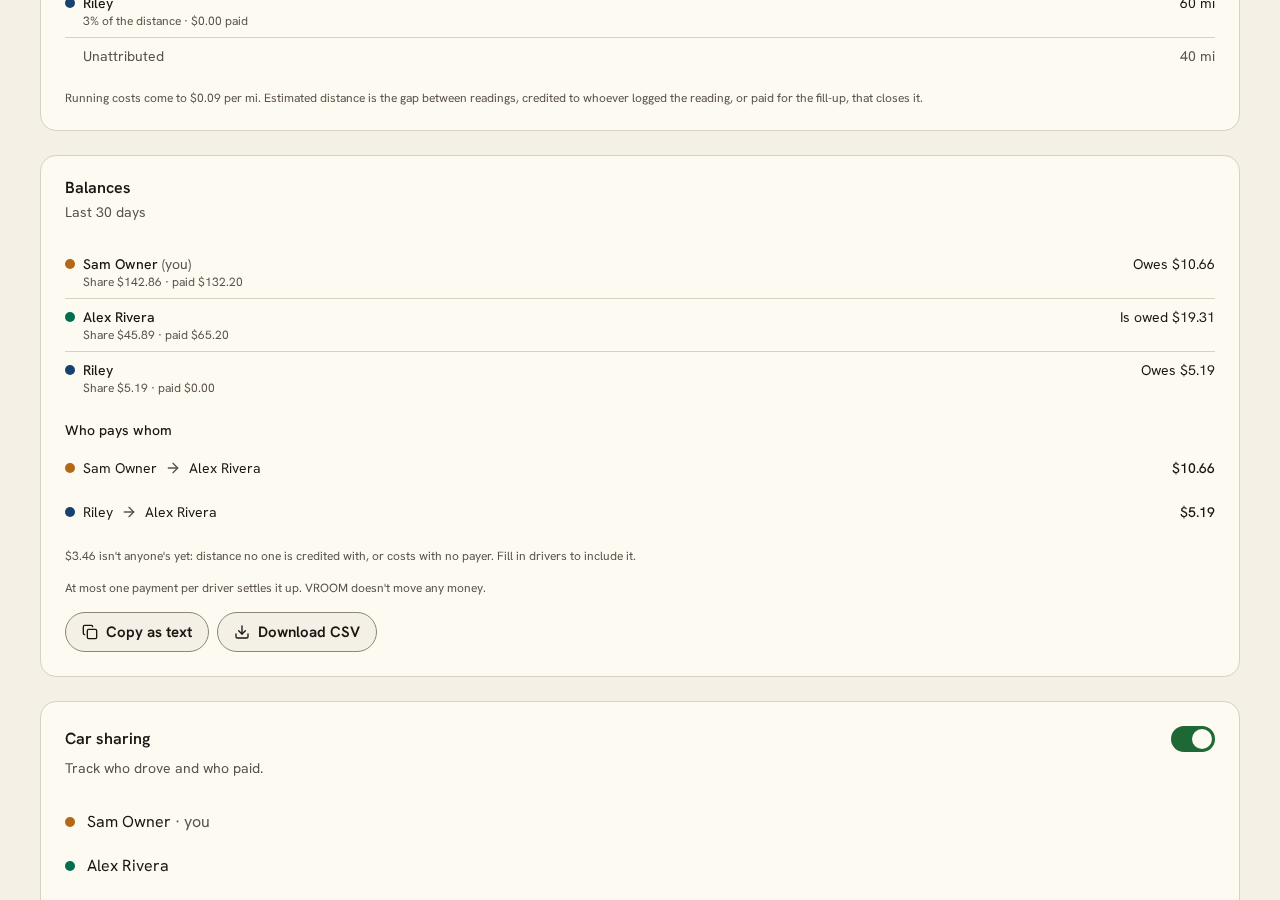 Riley
60 mi
3% of the distance · $0.00 paid
Unattributed
40 mi
Running costs come to $0.09 per mi. Estimated distance is the gap between readings, credited to whoever logged the reading, or paid for the fill-up, that closes it.
Balances
Last 30 days
Sam Owner (you)
Owes $10.66
Share $142.86 · paid $132.20
Alex Rivera
Is owed $19.31
Share $45.89 · paid $65.20
Riley
Owes $5.19
Share $5.19 · paid $0.00
Who pays whom
Sam Owner → Alex Rivera
$10.66
Riley → Alex Rivera
$5.19
$3.46 isn't anyone's yet: distance no one is credited with, or costs with no payer. Fill in drivers to include it.
At most one payment per driver settles it up. VROOM doesn't move any money.
Copy as text
Download CSV
Car sharing
Track who drove and who paid.
Sam Owner · you
Alex Rivera